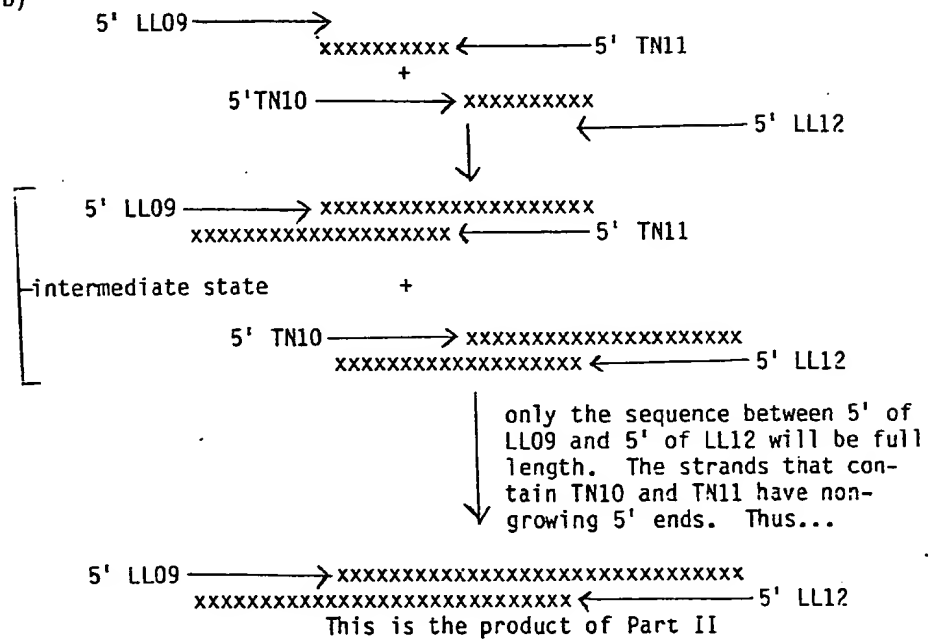 b)
5' LL09
xxxxxxxxxx 5' TN11
+
5'TN10 xxxxxxxxxx
5' LL12
5' LL09 xxxxxxxxxxxxxxxxxxxxx
xxxxxxxxxxxxxxxxxxxx 5' TN11
intermediate state +
5' TN10 xxxxxxxxxxxxxxxxxxxxx
xxxxxxxxxxxxxxxxxxx 5' LL12
only the sequence between 5' of
LL09 and 5' of LL12 will be full
length. The strands that con-
tain TN10 and TN11 have non-
growing 5' ends. Thus...
5' LL09 xxxxxxxxxxxxxxxxxxxxxxxxxxxxxxx
xxxxxxxxxxxxxxxxxxxxxxxxxxxxx 5' LL12
This is the product of Part II